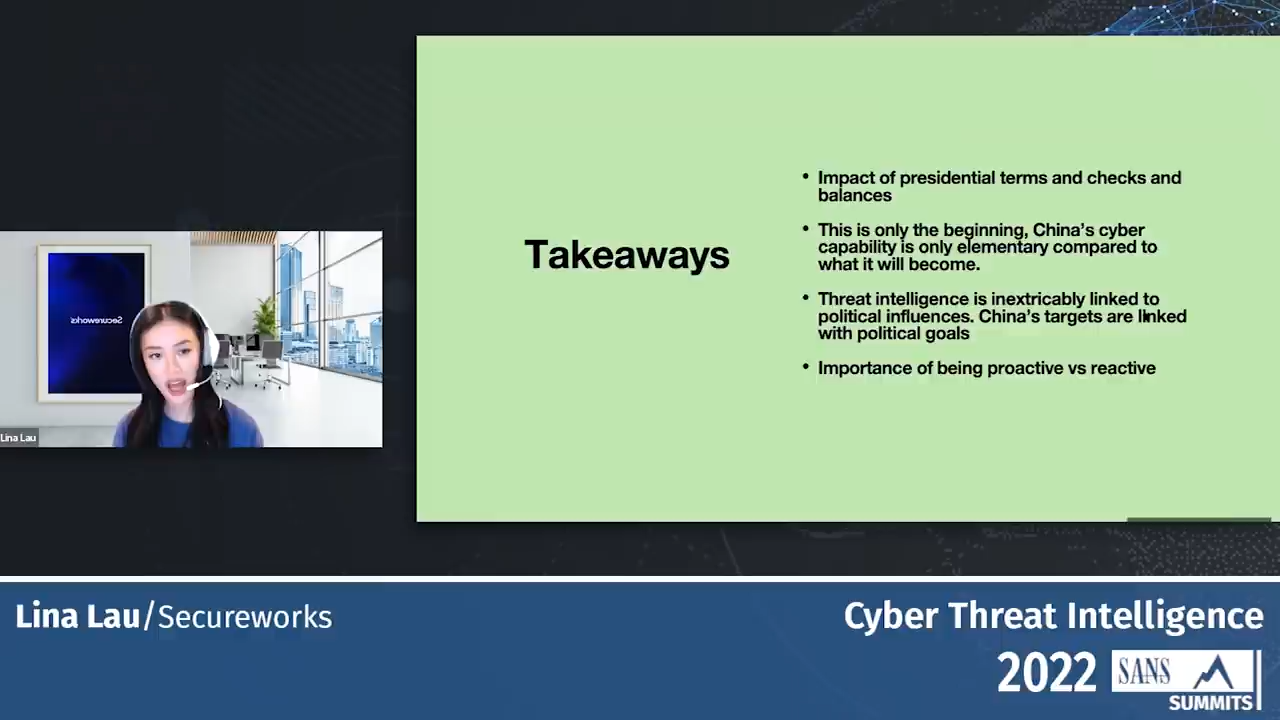 Takeaways
• Impact of presidential terms and checks and
balances
• This is only the beginning, China's cyber
capability is only elementary compared to
what it will become.
• Threat intelligence is inextricably linked to
political influences. China's targets are linked
with political goals
• Importance of being proactive vs reactive
Secureworks
Lina Lau
Lina Lau/Secureworks
Cyber Threat Intelligence
2022 SANS
SUMMITS